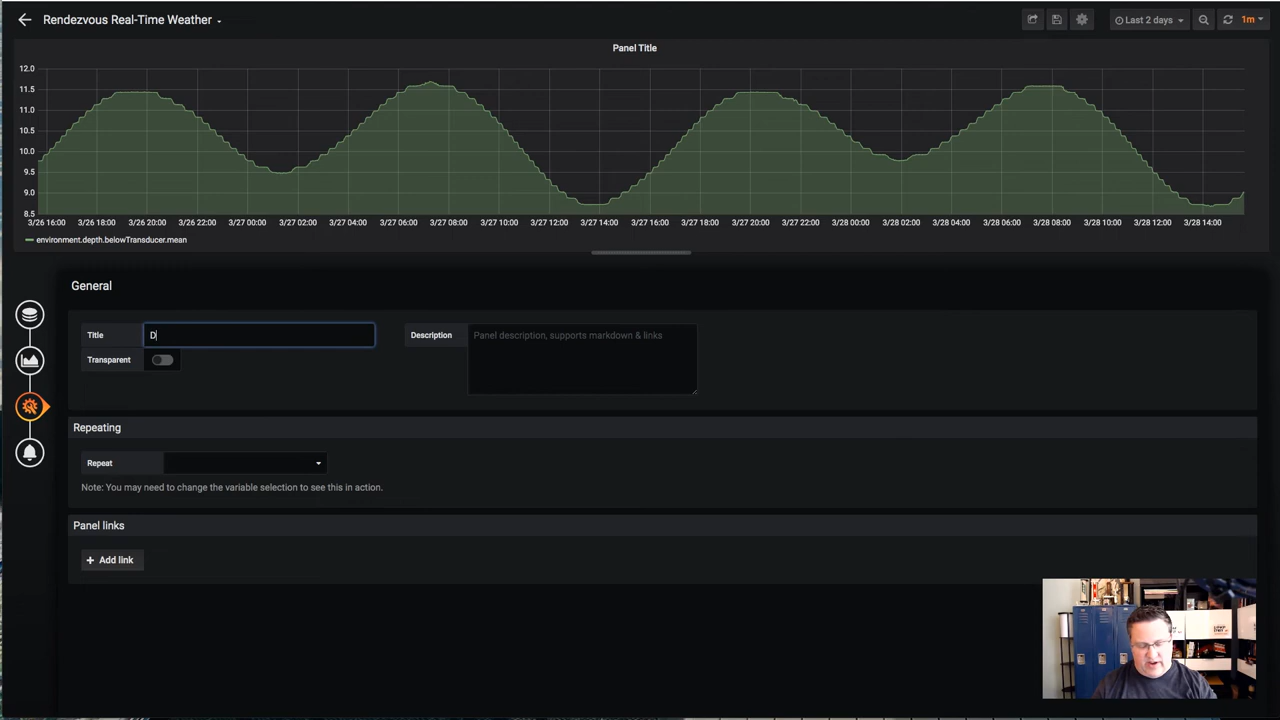 Rendezvous Real-Time Weather
Last 2 days
1m
Panel Title
12.0
11.5
11.0
10.5
10.0
9.5
9.0
8.5
3/26 16:00 3/26 18:00 3/26 20:00 3/26 22:00 3/27 00:00 3/27 02:00 3/27 04:00 3/27 06:00 3/27 08:00 3/27 10:00 3/27 12:00 3/27 14:00 3/27 16:00 3/27 18:00 3/27 20:00 3/27 22:00 3/28 00:00 3/28 02:00 3/28 04:00 3/28 06:00 3/28 08:00 3/28 10:00 3/28 12:00 3/28 14:00
environment.depth.belowTransducer.mean
General
Title D
Description Panel description, supports markdown & links
Transparent
Repeating
Repeat
Note: You may need to change the variable selection to see this in action.
Panel links
+ Add link